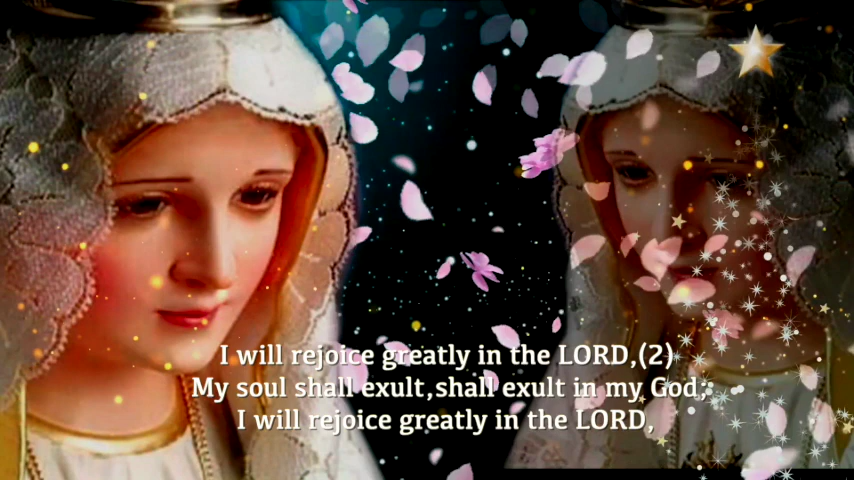 I will rejoice greatly in the LORD,(2)
My soul shall exult,shall exult in my God;
I will rejoice greatly in the LORD,